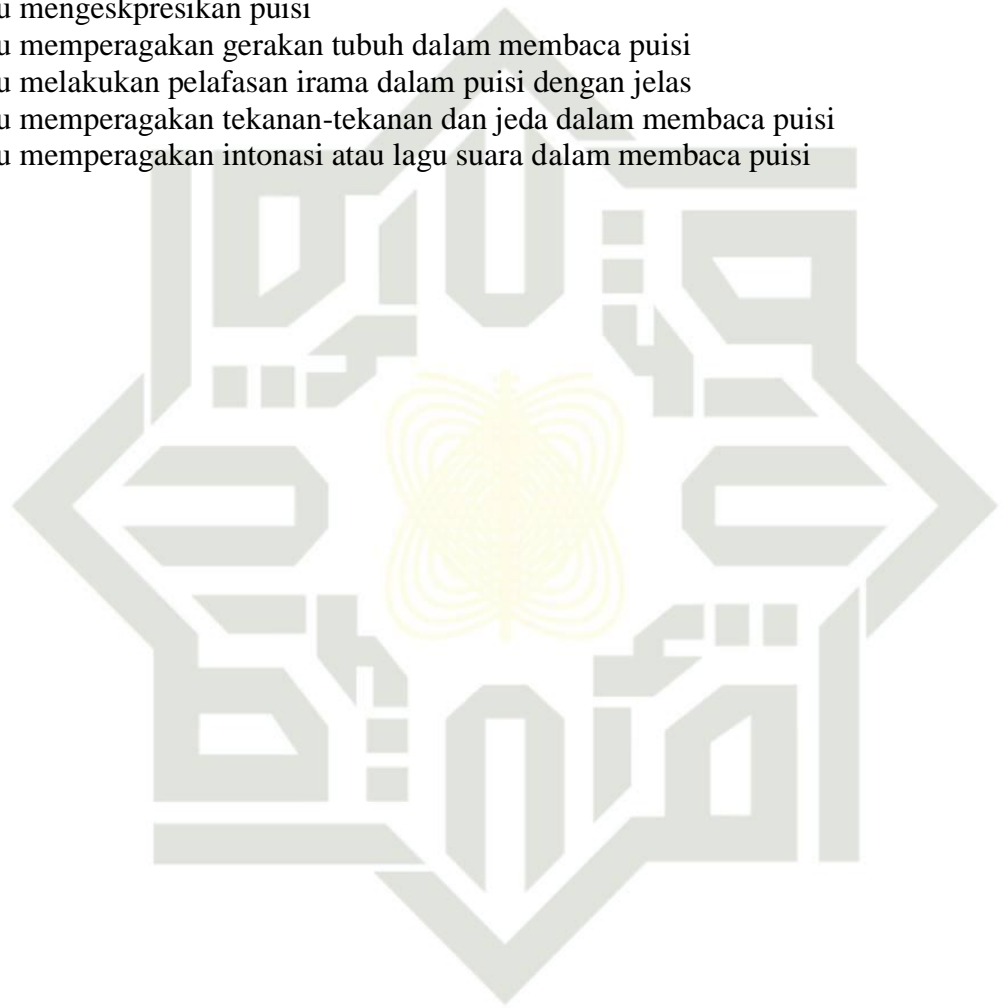 u mengeskpresikan puisi
u memperagakan gerakan tubuh dalam membaca puisi
u melakukan pelafasan irama dalam puisi dengan jelas
u memperagakan tekanan-tekanan dan jeda dalam membaca puisi
u memperagakan intonasi atau lagu suara dalam membaca puisi